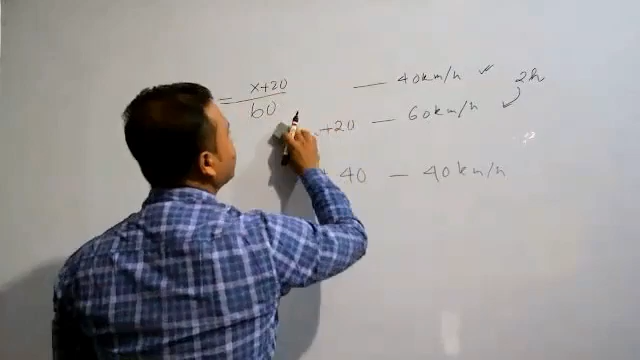 = x+20 / 60
— 40km/h ✓ 2h
+20 — 60km/h ✓
40 — 40km/h